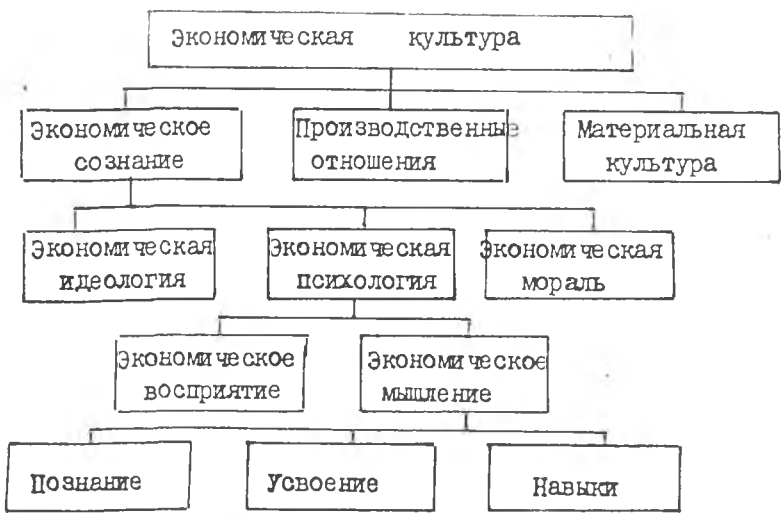 Экономическая культура
Экономическое
сознание
Производственные
отношения
Материальная
культура
Экономическая
идеология
Экономическая
психология
Экономическая
мораль
Экономическое
восприятие
Экономическое
мышление
Познание
Усвоение
Навыки